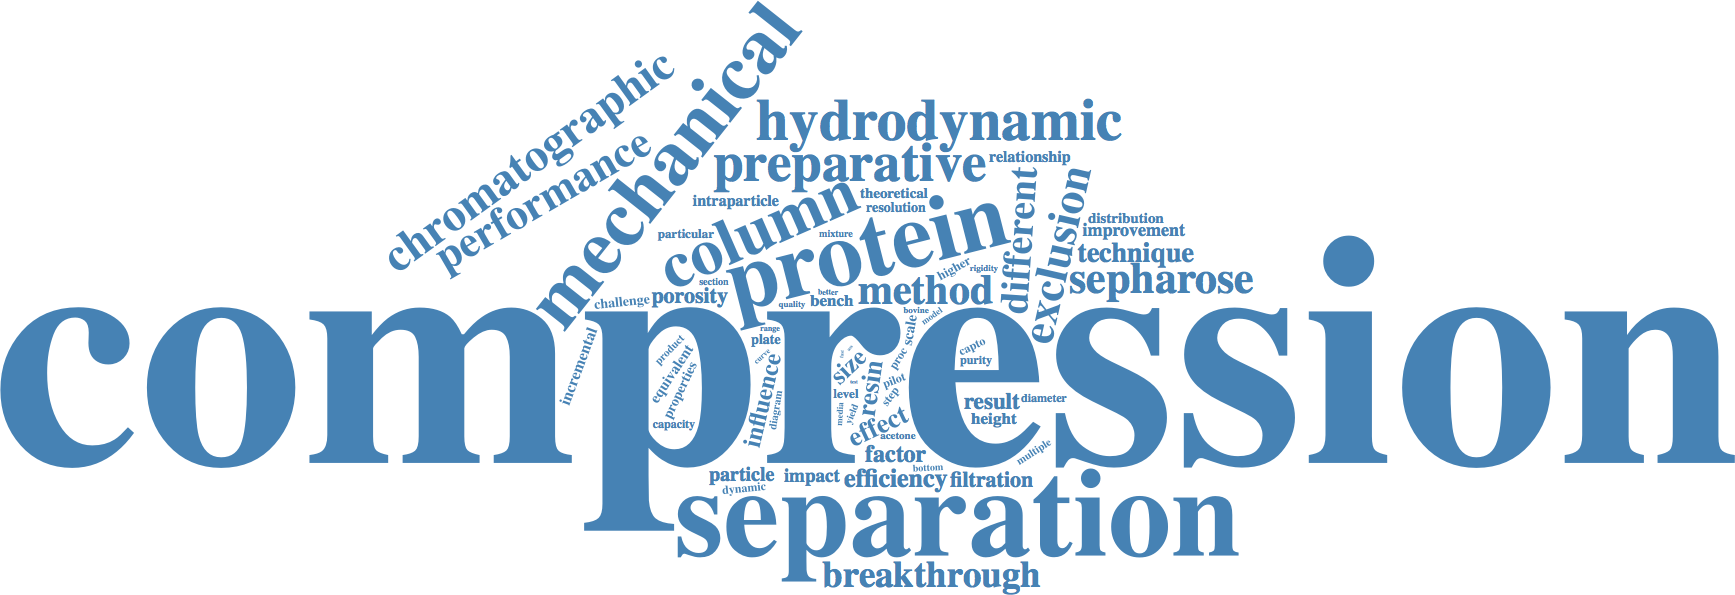 mechanical
chromatographic
performance
hydrodynamic
preparative
relationship
intraparticle
theoretical
resolution
column
protein
different
exclusion
distribution
improvement
particular
mixture
technique
higher
rigidity
sepharose
section
porosity
challenge
better
quality
bench
method
bovine
model
compression
incremental
product
equivalent
properties
capacity
range
plate
curve
influence
diagram
size
level
media
yield
resin
scale
proc
pilot
step
effect
acetone
capto
purity
result
diameter
height
factor
multiple
bottom
particle
impact
efficiency
filtration
dynamic
separation
breakthrough